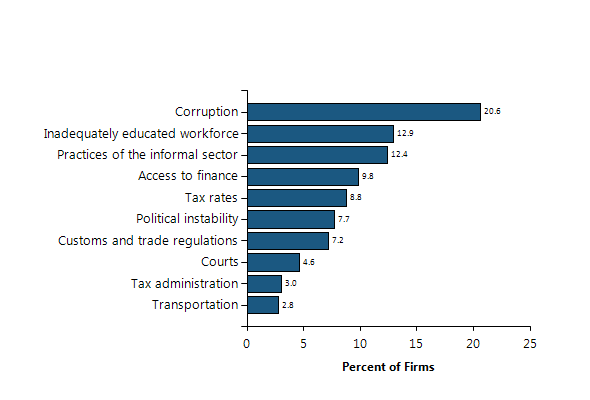 Corruption 20.6
Inadequately educated workforce 12.9
Practices of the informal sector 12.4
Access to finance 9.8
Tax rates 8.8
Political instability 7.7
Customs and trade regulations 7.2
Courts 4.6
Tax administration 3.0
Transportation 2.8
0 5 10 15 20 25
Percent of Firms